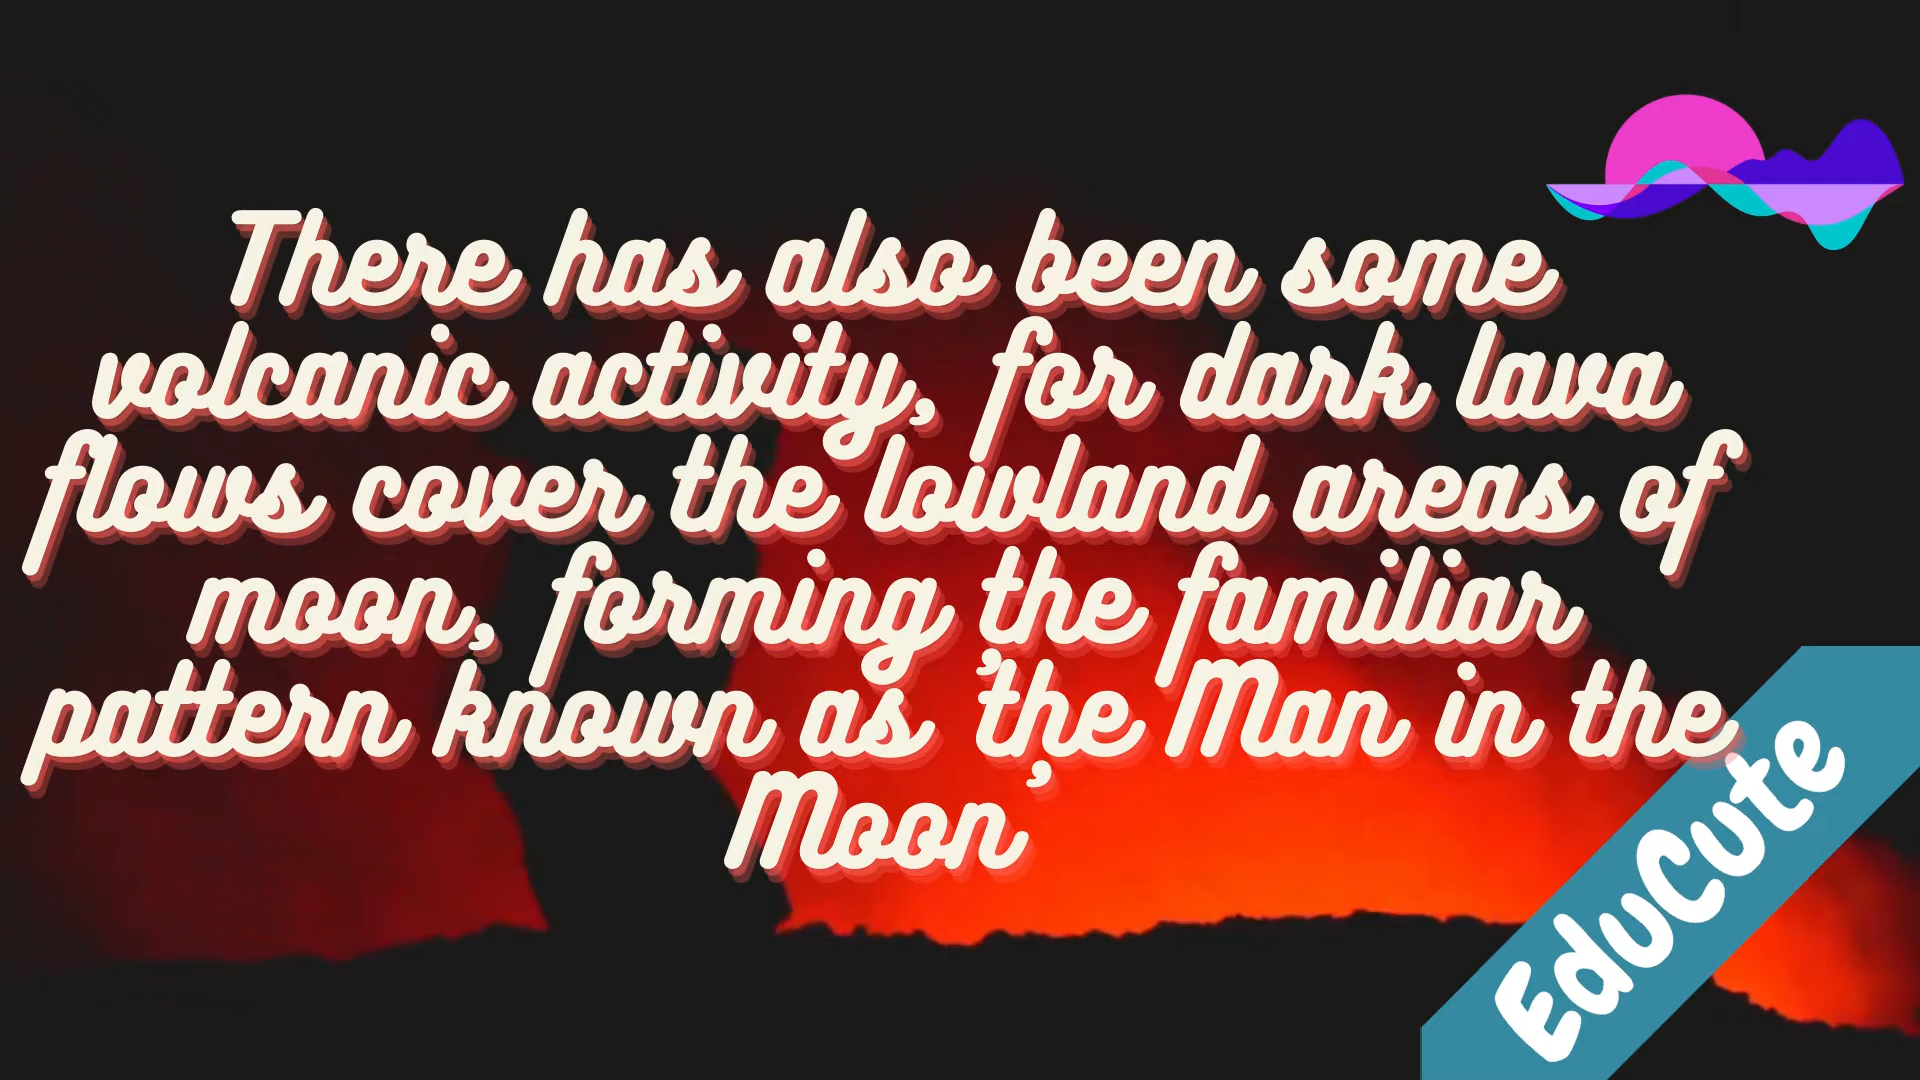 There has also been some
volcanic activity, for dark lava
flows cover the lowland areas of
moon, forming the familiar
pattern known as 'the Man in the
Moon'
EduCute